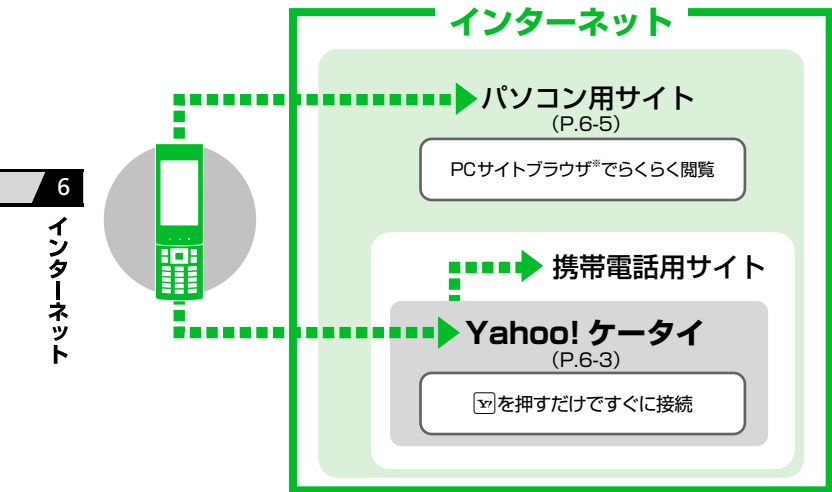 インターネット
パソコン用サイト
（P.6-5）
PCサイトブラウザ※でらくらく閲覧
6
インターネット
携帯電話用サイト
Yahoo! ケータイ
（P.6-3）
Y!を押すだけですぐに接続